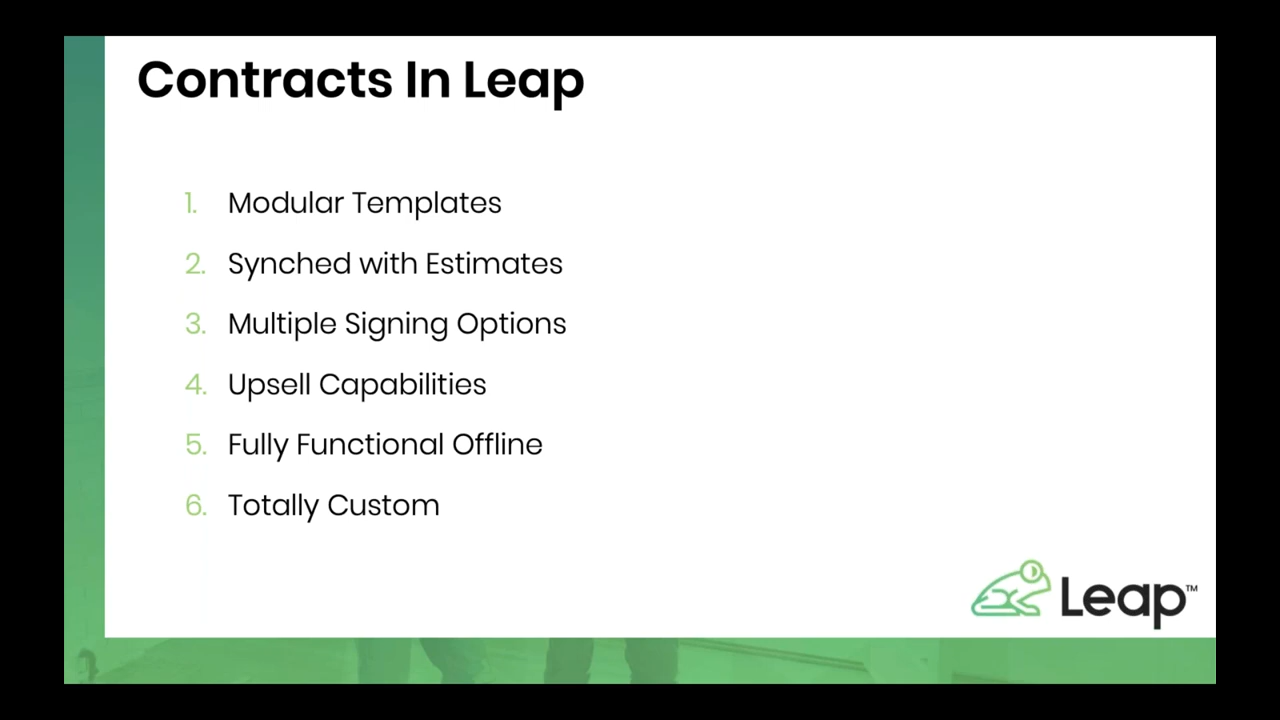 Contracts In Leap
1. Modular Templates
2. Synched with Estimates
3. Multiple Signing Options
4. Upsell Capabilities
5. Fully Functional Offline
6. Totally Custom
Leap™